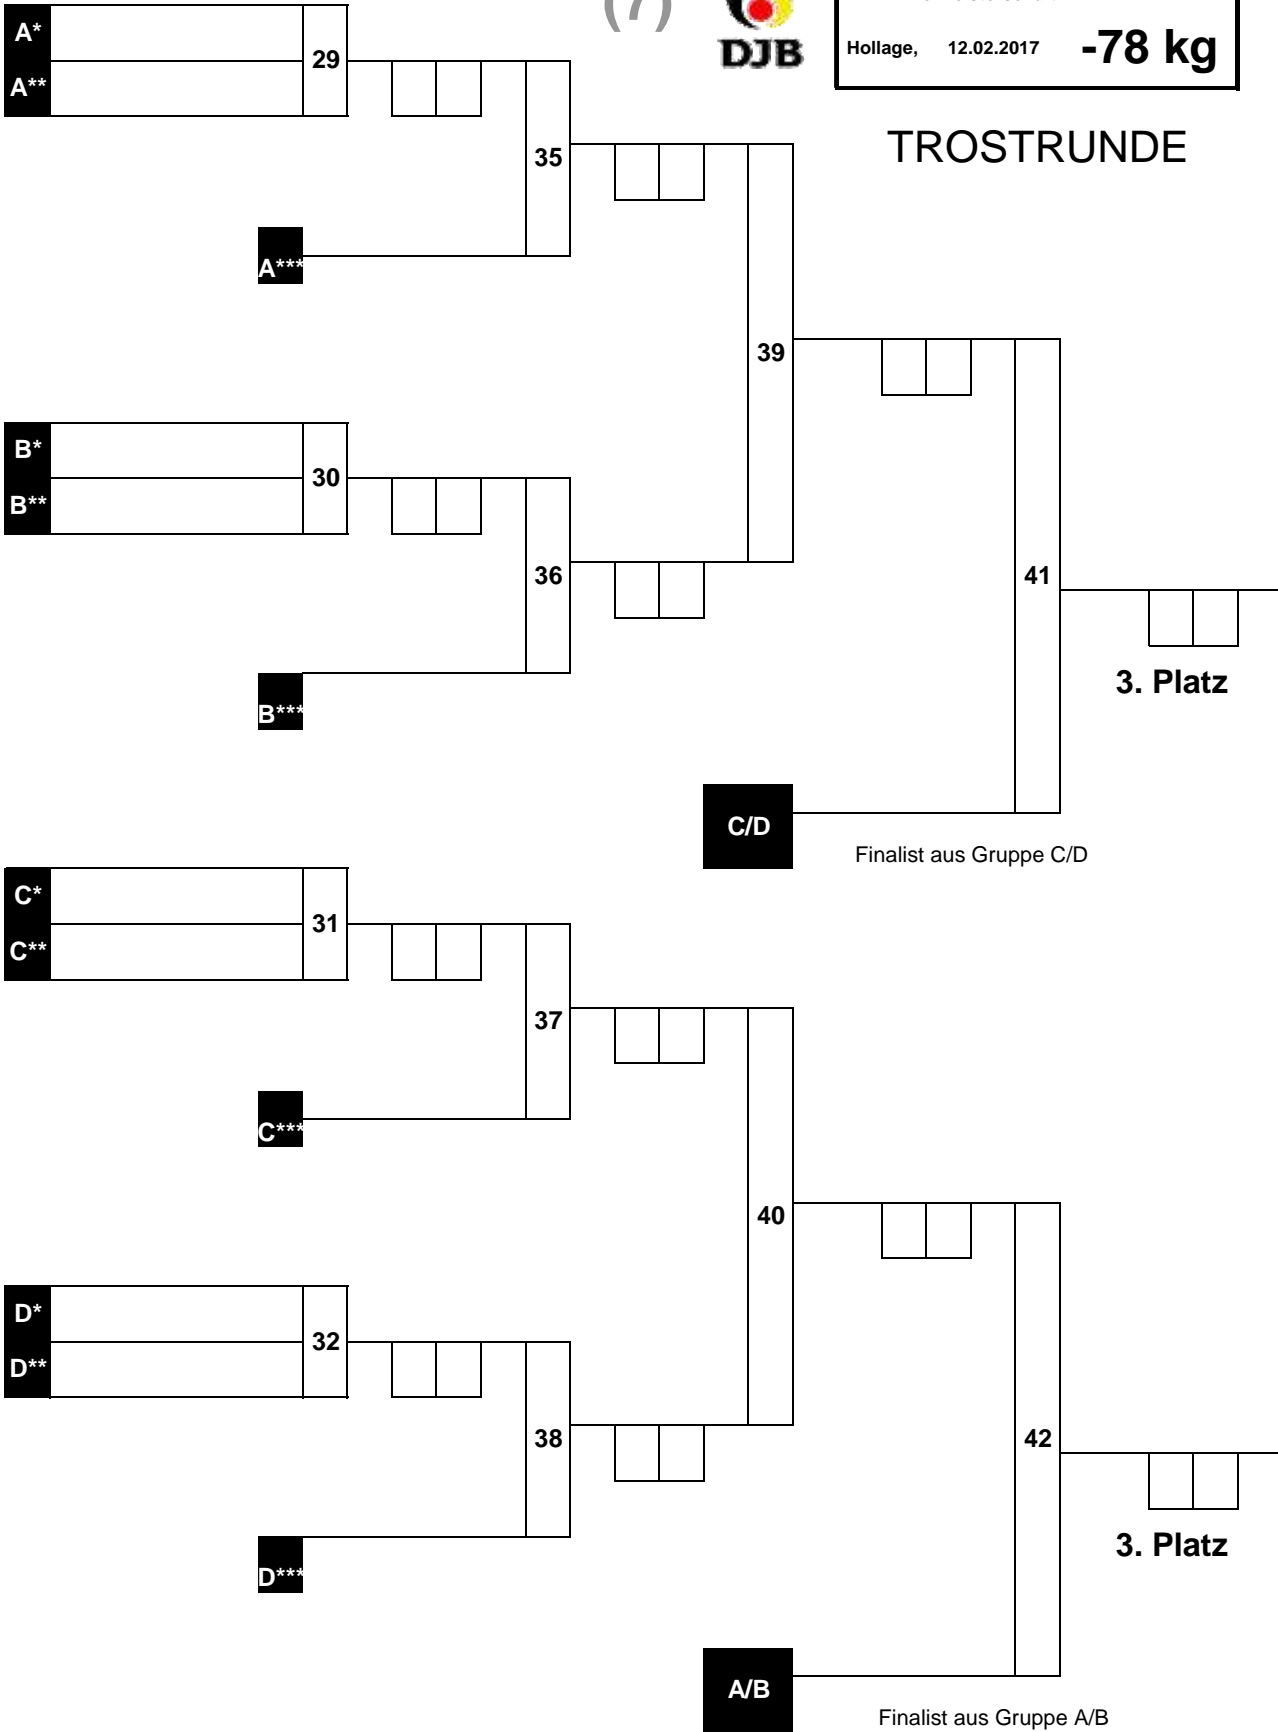 (7)
DJB
Hollage, 12.02.2017 -78 kg
TROSTRUNDE
A*
A**
29
35
A***
39
B*
B**
30
36
41
B***
3. Platz
C/D
Finalist aus Gruppe C/D
C*
C**
31
37
C***
40
D*
D**
32
38
42
D***
3. Platz
A/B
Finalist aus Gruppe A/B